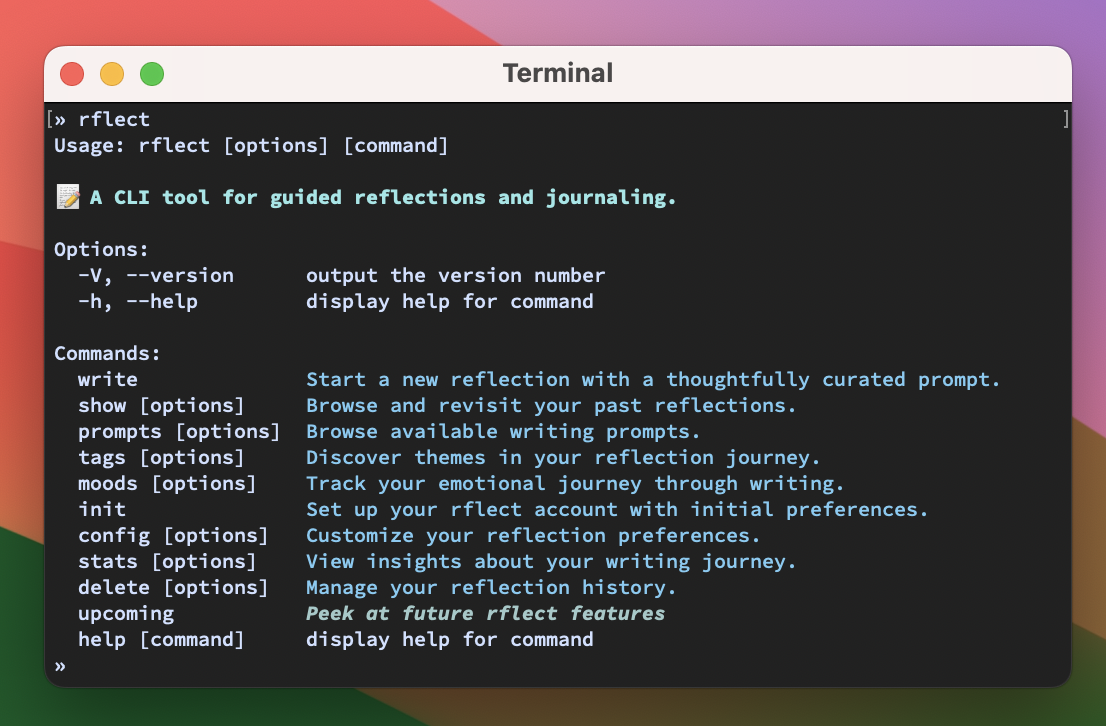 Terminal
[» rflect ]
Usage: rflect [options] [command]
📝 A CLI tool for guided reflections and journaling.
Options:
-V, --version output the version number
-h, --help display help for command
Commands:
write Start a new reflection with a thoughtfully curated prompt.
show [options] Browse and revisit your past reflections.
prompts [options] Browse available writing prompts.
tags [options] Discover themes in your reflection journey.
moods [options] Track your emotional journey through writing.
init Set up your rflect account with initial preferences.
config [options] Customize your reflection preferences.
stats [options] View insights about your writing journey.
delete [options] Manage your reflection history.
upcoming Peek at future rflect features
help [command] display help for command
»